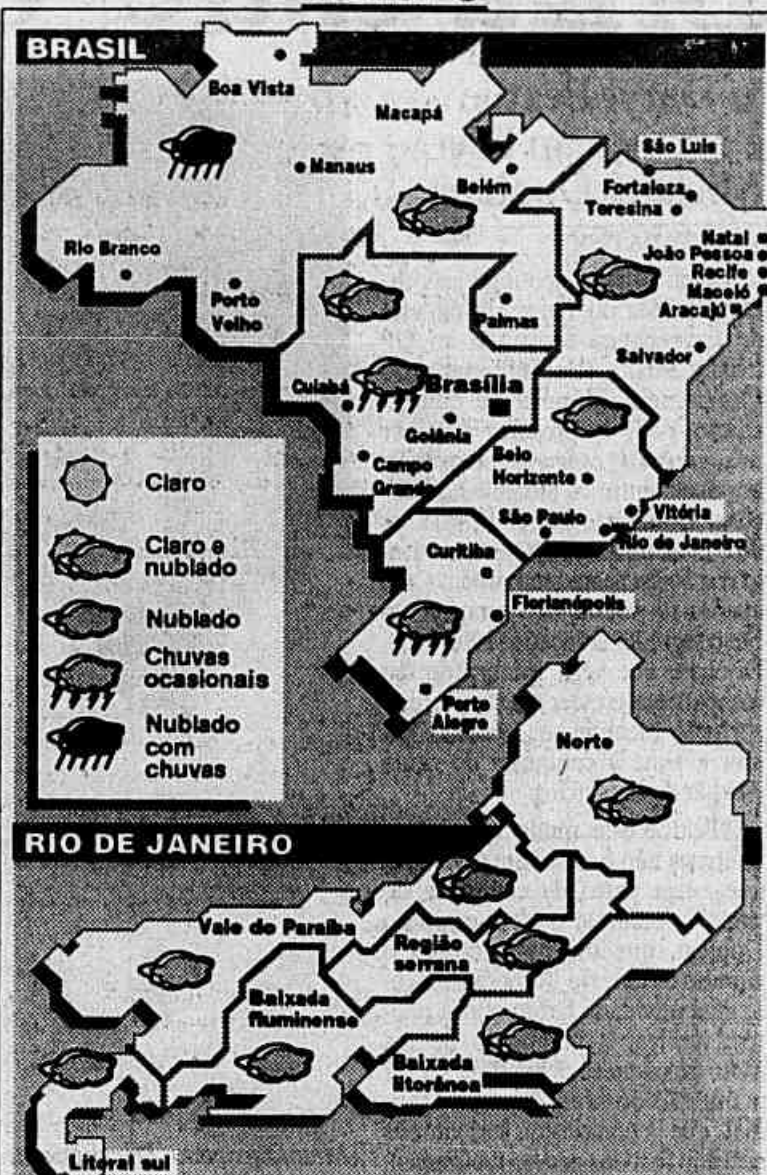 BRASIL
Boa Vista
Macapá
Manaus
Belém
São Luis
Fortaleza
Teresina
Natal
João Pessoa
Recife
Maceió
Aracajú
Rio Branco
Porto
Velho
Palmas
Salvador
Cuiabá
Brasília
Goiânia
Campo
Grande
Belo
Horizonte
Vitória
São Paulo
Rio de Janeiro
Curitiba
Florianópolis
Porto
Alegre
Claro
Claro e
nublado
Nublado
Chuvas
ocasionais
Nublado
com
chuvas
RIO DE JANEIRO
Norte
Vale do Paraíba
Região
serrana
Baixada
fluminense
Baixada
litorânea
Litoral sul